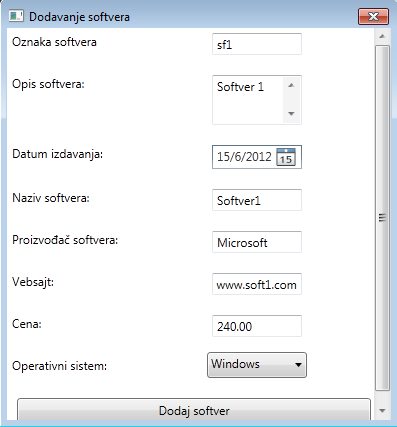 Dodavanje softvera
Oznaka softvera sf1
Opis softvera: Softver 1
Datum izdavanja: 15/6/2012 15
Naziv softvera: Softver1
Proizvođač softvera: Microsoft
Vebsajt: www.soft1.com
Cena: 240.00
Operativni sistem: Windows
Dodaj softver